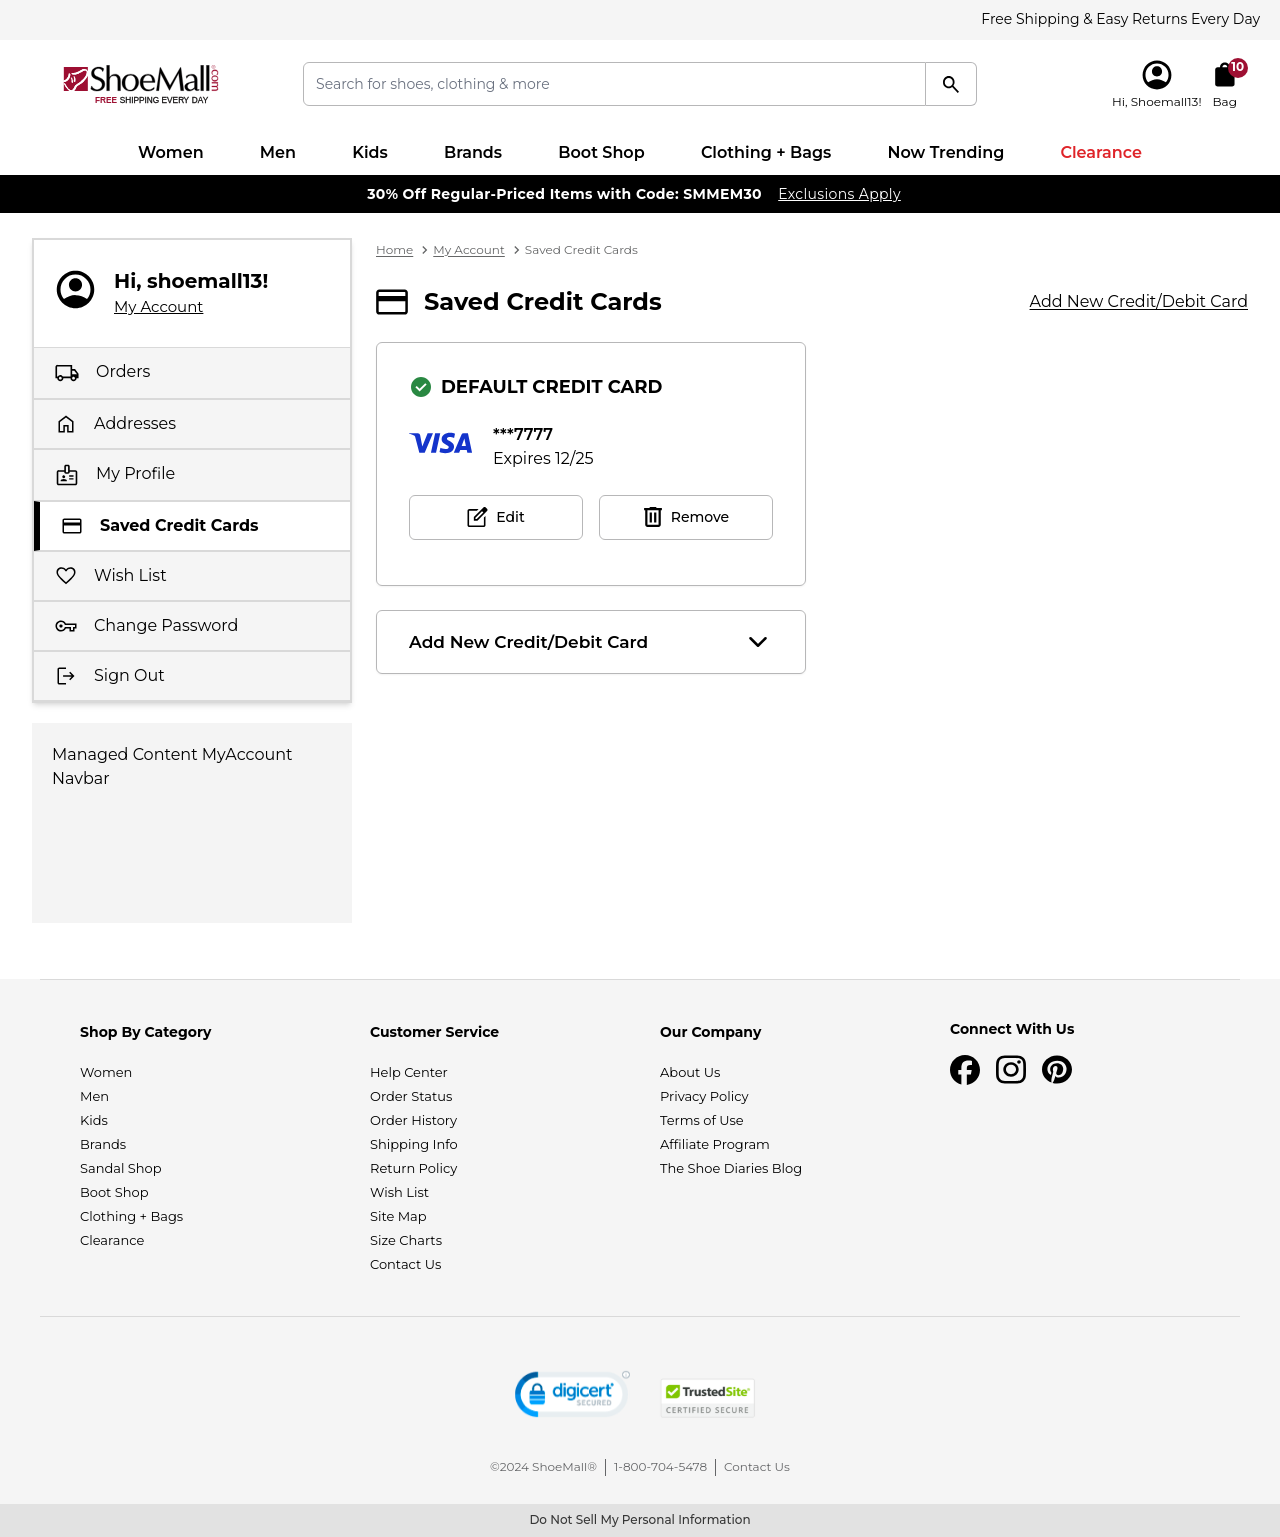 Free Shipping & Easy Returns Every Day
ShoeMall.com
FREE SHIPPING EVERY DAY
Search for shoes, clothing & more
Hi, Shoemall13!
10
Bag
Women
Men
Kids
Brands
Boot Shop
Clothing + Bags
Now Trending
Clearance
30% Off Regular-Priced Items with Code: SMMEM30 Exclusions Apply
Hi, shoemall13!
My Account
Orders
Addresses
My Profile
Saved Credit Cards
Wish List
Change Password
Sign Out
Managed Content MyAccount
Navbar
Home > My Account > Saved Credit Cards
Saved Credit Cards
Add New Credit/Debit Card
DEFAULT CREDIT CARD
VISA
***7777
Expires 12/25
Edit
Remove
Add New Credit/Debit Card
Shop By Category
Women
Men
Kids
Brands
Sandal Shop
Boot Shop
Clothing + Bags
Clearance
Customer Service
Help Center
Order Status
Order History
Shipping Info
Return Policy
Wish List
Site Map
Size Charts
Contact Us
Our Company
About Us
Privacy Policy
Terms of Use
Affiliate Program
The Shoe Diaries Blog
Connect With Us
digicert
SECURED
TrustedSite
CERTIFIED SECURE
©2024 ShoeMall® | 1-800-704-5478 | Contact Us
Do Not Sell My Personal Information